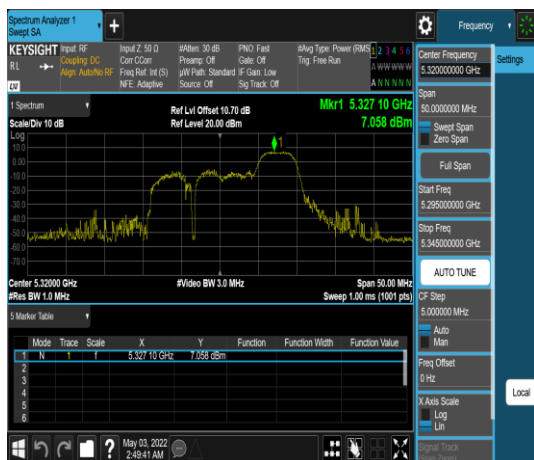 Spectrum Analyzer 1
Swept SA
Frequency
KEYSIGHT
RL
LXI
Input: RF
Coupling: DC
Align: Auto/No RF
Input Z: 50 Ω
Corr CCorr
Freq Ref: Int (S)
NFE: Adaptive
#Atten: 30 dB
Preamp: Off
µW Path: Standard
Source: Off
PNO: Fast
Gate: Off
IF Gain: Low
Sig Track: Off
#Avg Type: Power (RMS
Trig: Free Run
1 2 3 4 5 6
A WWWWW
A N N N N N
1 Spectrum
Scale/Div 10 dB
Ref Lvl Offset 10.70 dB
Ref Level 20.00 dBm
Mkr1 5.327 10 GHz
7.058 dBm
Log
10.0
0.00
-10.0
-20.0
-30.0
-40.0
-50.0
-60.0
-70.0
1
Center 5.32000 GHz
#Res BW 1.0 MHz
#Video BW 3.0 MHz
Span 50.00 MHz
Sweep 1.00 ms (1001 pts)
5 Marker Table
Mode Trace Scale X Y Function Function Width Function Value
1 N 1 f 5.327 10 GHz 7.058 dBm
2
3
4
5
6
May 03, 2022
2:49:41 AM
Center Frequency
5.320000000 GHz
Settings
Span
50.0000000 MHz
Swept Span
Zero Span
Full Span
Start Freq
5.295000000 GHz
Stop Freq
5.345000000 GHz
AUTO TUNE
CF Step
5.000000 MHz
Auto
Man
Freq Offset
0 Hz
X Axis Scale
Log
Lin
Local
Signal Track